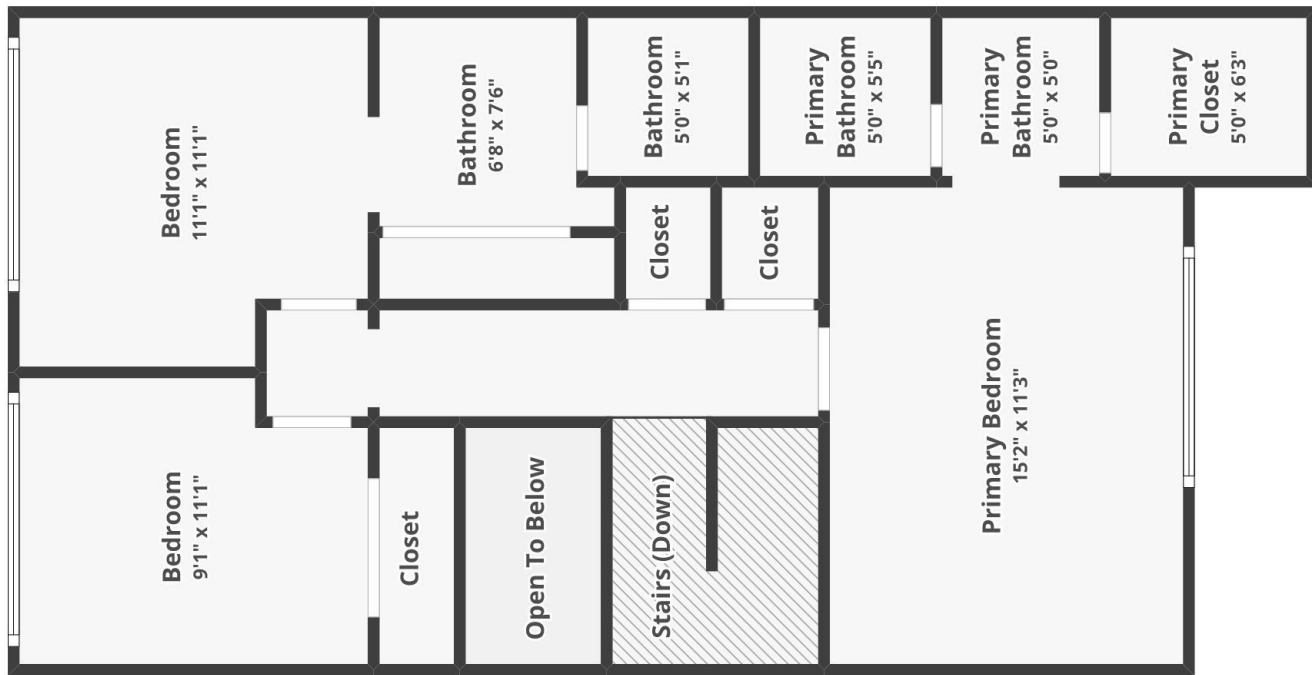 Bedroom
11'1" x 11'1"
Bathroom
6'8" x 7'6"
Bathroom
5'0" x 5'1"
Primary
Bathroom
5'0" x 5'5"
Primary
Bathroom
5'0" x 5'0"
Primary
Closet
5'0" x 6'3"
Closet
Closet
Bedroom
9'1" x 11'1"
Closet
Open To Below
Stairs (Down)
Primary Bedroom
15'2" x 11'3"